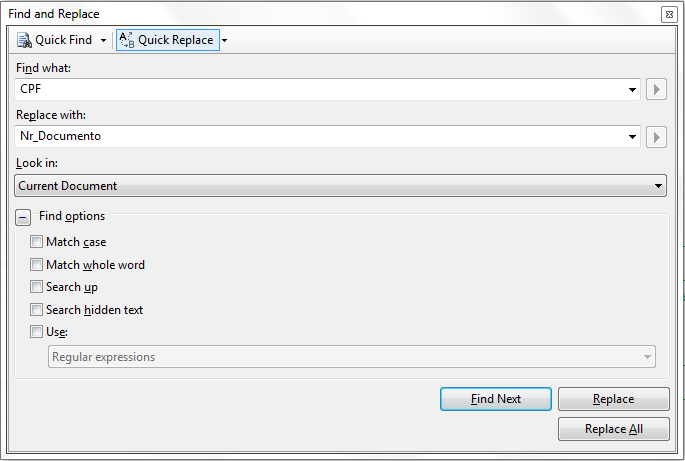 Find and Replace
Quick Find
A B Quick Replace
Find what:
CPF
Replace with:
Nr_Documento
Look in:
Current Document
Find options
Match case
Match whole word
Search up
Search hidden text
Use:
Regular expressions
Find Next
Replace
Replace All